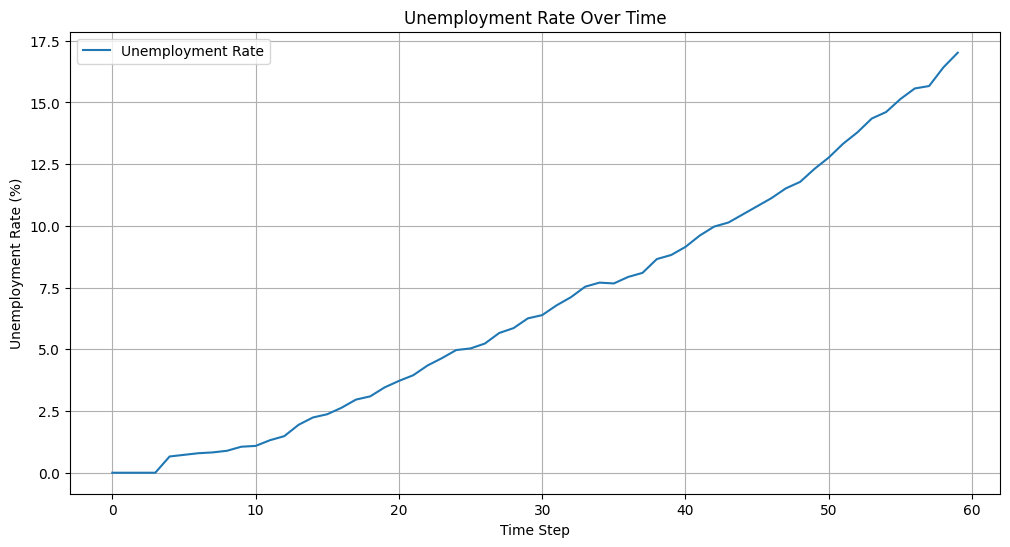 Unemployment Rate Over Time
Unemployment Rate
Unemployment Rate (%)
17.5
15.0
12.5
10.0
7.5
5.0
2.5
0.0
0 10 20 30 40 50 60
Time Step